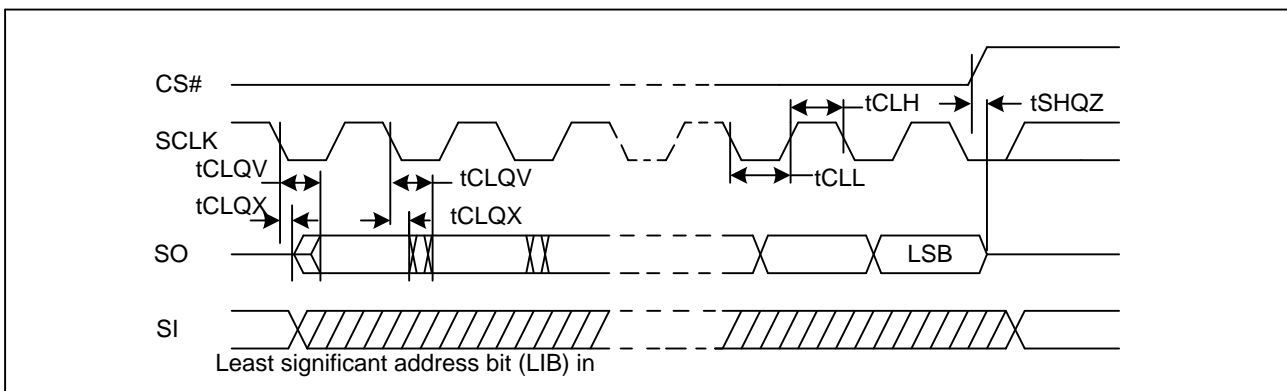 CS#
tCLH
tSHQZ
SCLK
tCLQV
tCLQV
tCLL
tCLQX
tCLQX
SO
LSB
SI
Least significant address bit (LIB) in